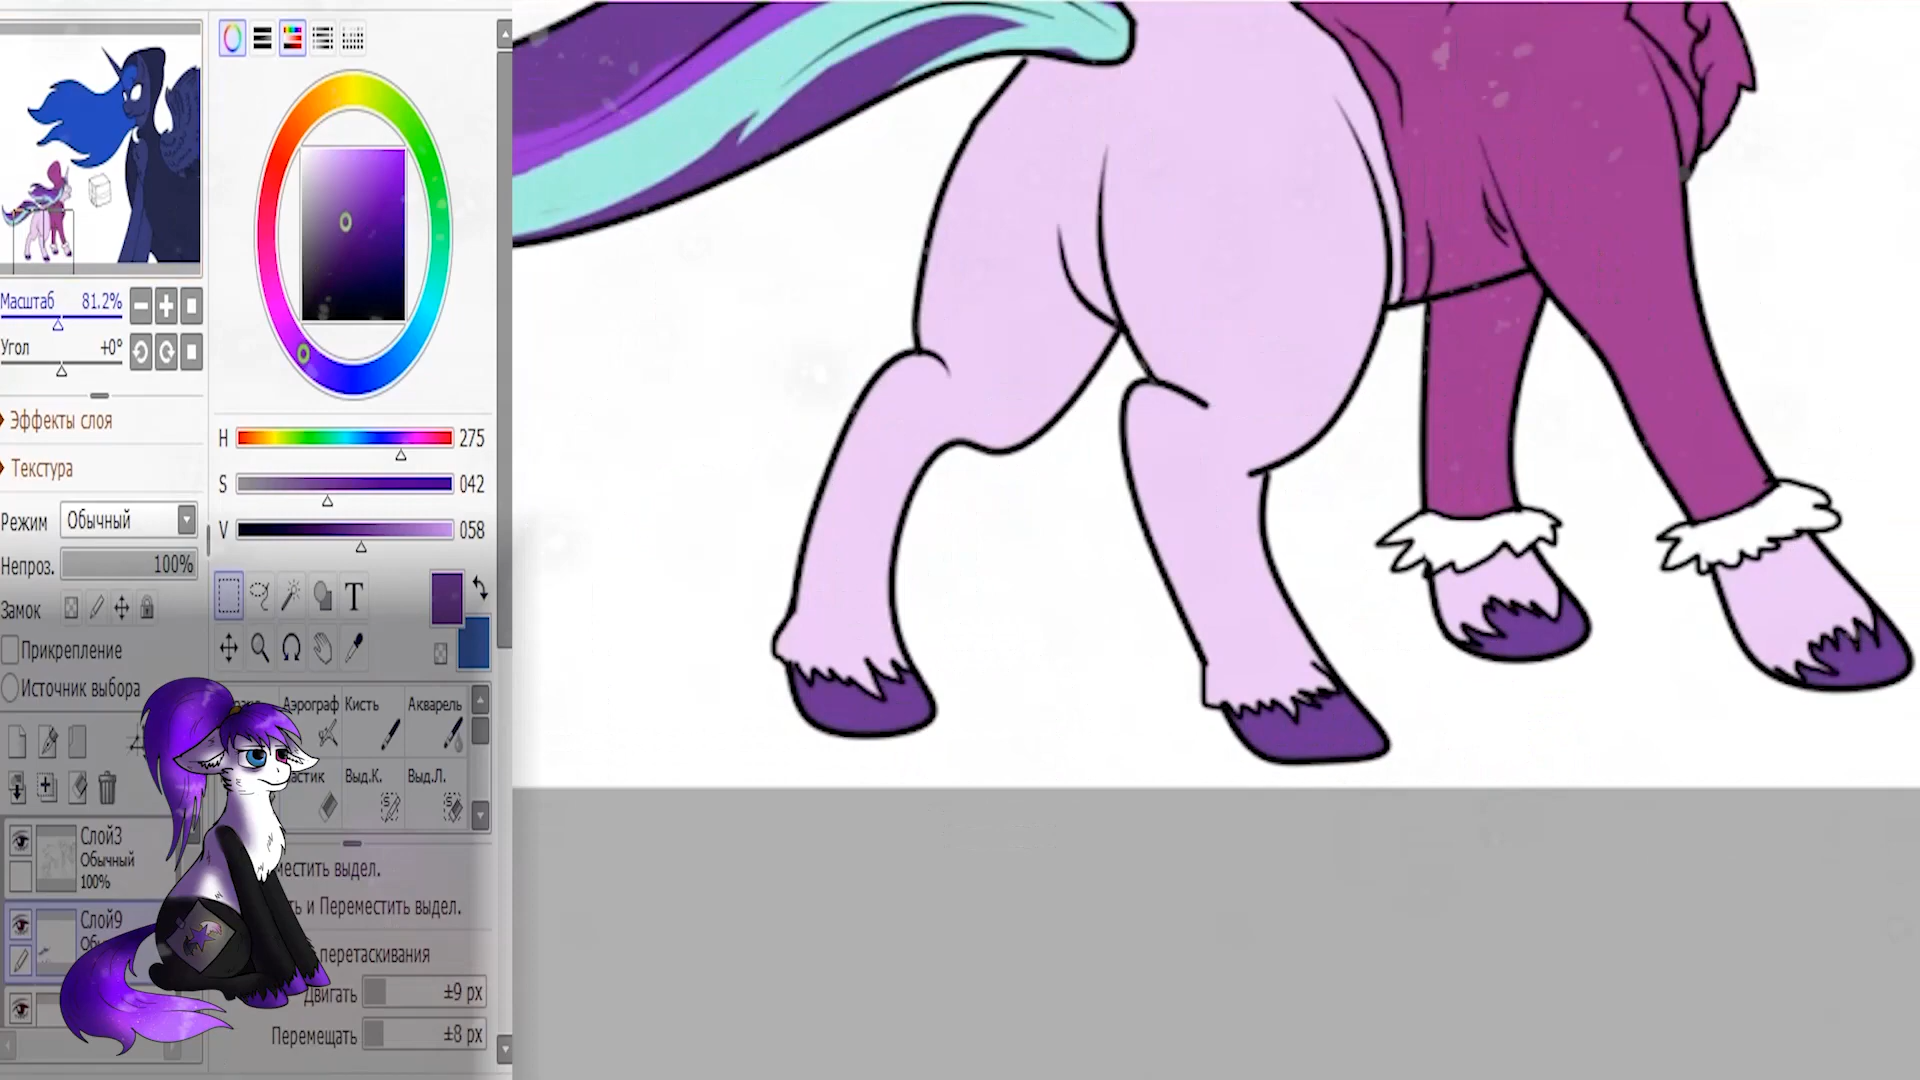 Масштаб 81.2%
Угол +0°
Эффекты слоя
Текстура
Режим Обычный
Непроз. 100%
Замок
Прикрепление
Источник выбора
Слой3
Обычный
100%
Слой9
H 275
S 042
V 058
T
Аэрограф Кисть Акварель
астик Выд.К. Выд.Л.
местить выдел.
ть и Переместить выдел.
перетаскивания
Двигать ±9 px
Перемещать ±8 px